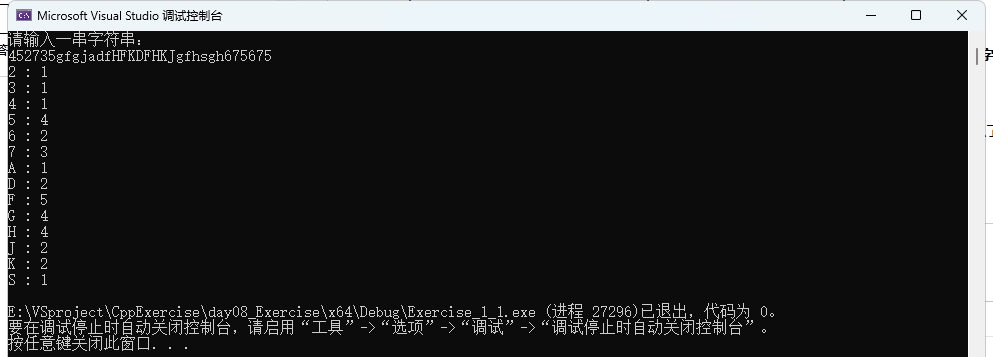 Microsoft Visual Studio 调试控制台
请输入一串字符串：
452735gfgjadfHFKDFHKJgfhsgh675675
2 : 1
3 : 1
4 : 1
5 : 4
6 : 2
7 : 3
A : 1
D : 2
F : 5
G : 4
H : 4
J : 2
K : 2
S : 1
E:\VSproject\CppExercise\day08_Exercise\x64\Debug\Exercise_1_1.exe (进程 27296)已退出，代码为 0。
要在调试停止时自动关闭控制台，请启用“工具”->“选项”->“调试”->“调试停止时自动关闭控制台”。
按任意键关闭此窗口. . .